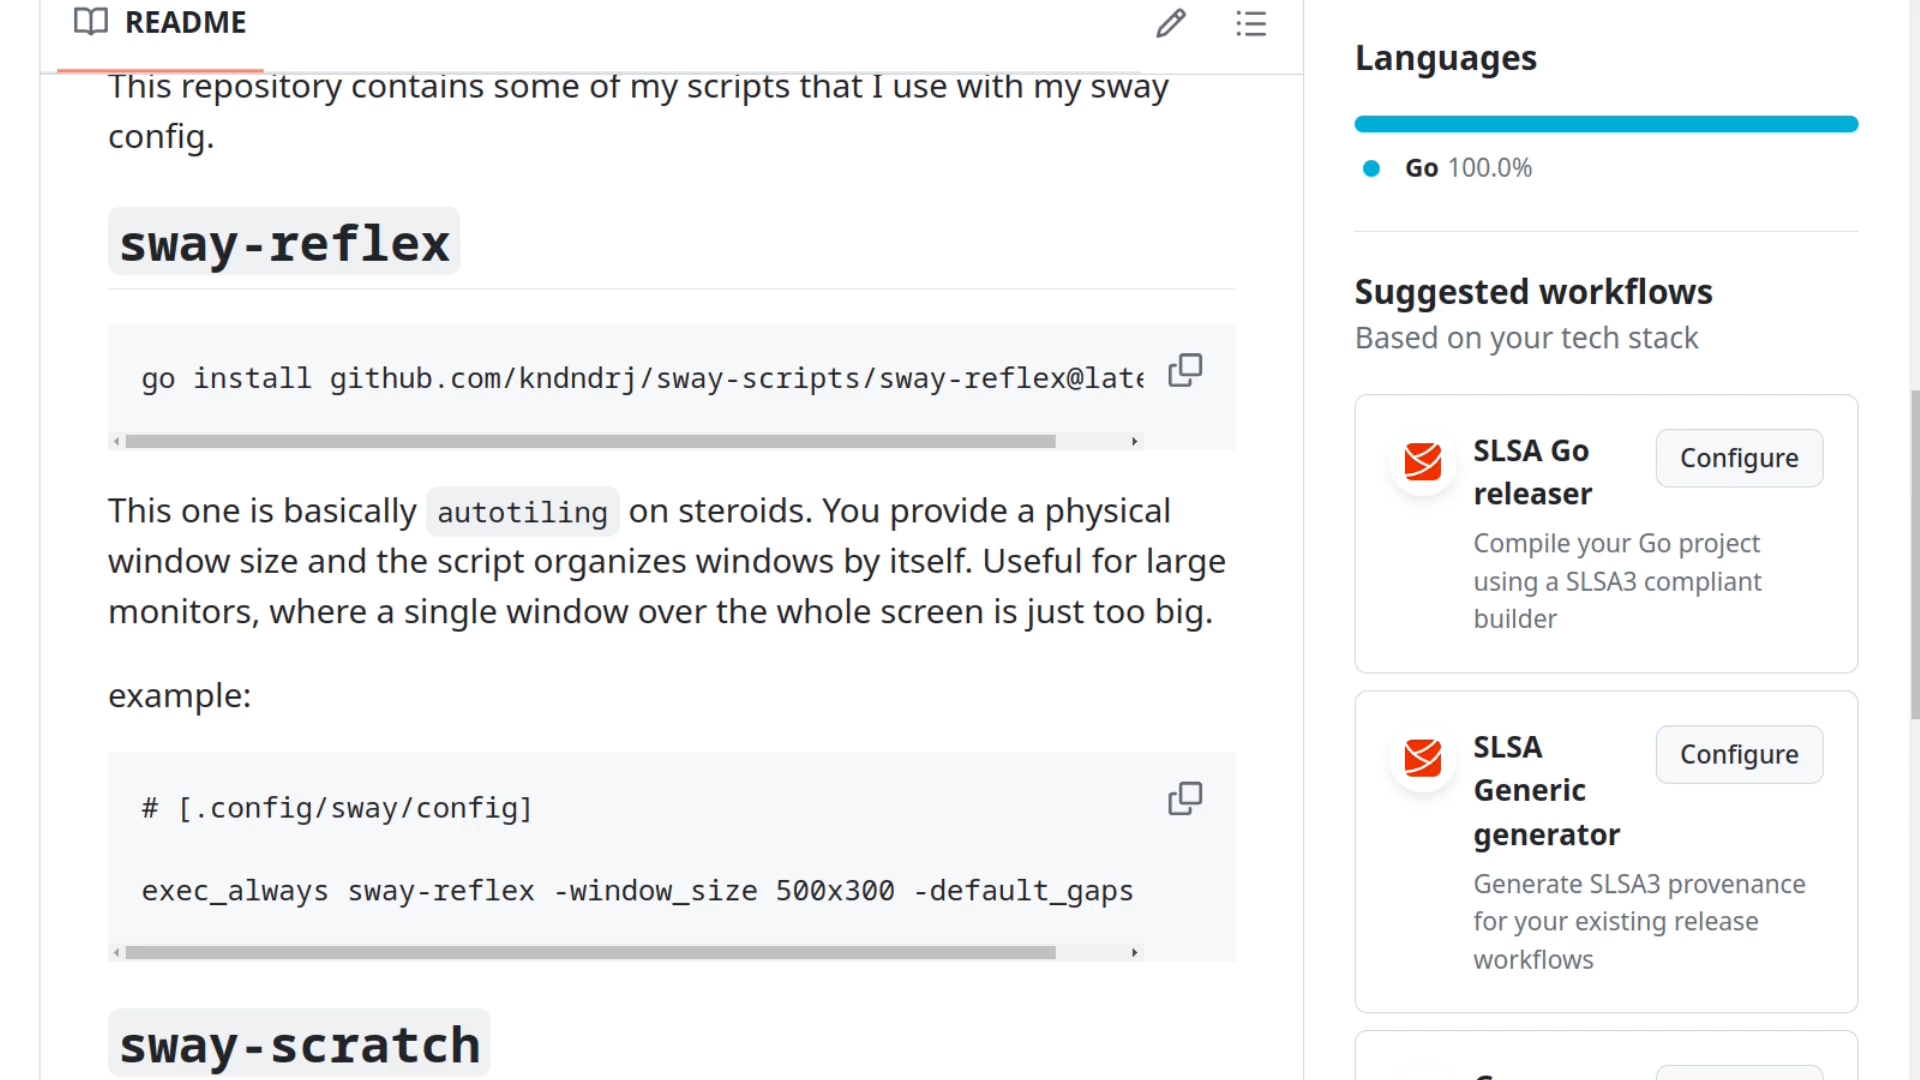 README
This repository contains some of my scripts that I use with my sway
config.
sway-reflex
go install github.com/kndndrj/sway-scripts/sway-reflex@late
This one is basically autotiling on steroids. You provide a physical
window size and the script organizes windows by itself. Useful for large
monitors, where a single window over the whole screen is just too big.
example:
# [.config/sway/config]
exec_always sway-reflex -window_size 500x300 -default_gaps
sway-scratch
Languages
Go 100.0%
Suggested workflows
Based on your tech stack
SLSA Go
releaser
Configure
Compile your Go project
using a SLSA3 compliant
builder
SLSA
Generic
generator
Configure
Generate SLSA3 provenance
for your existing release
workflows